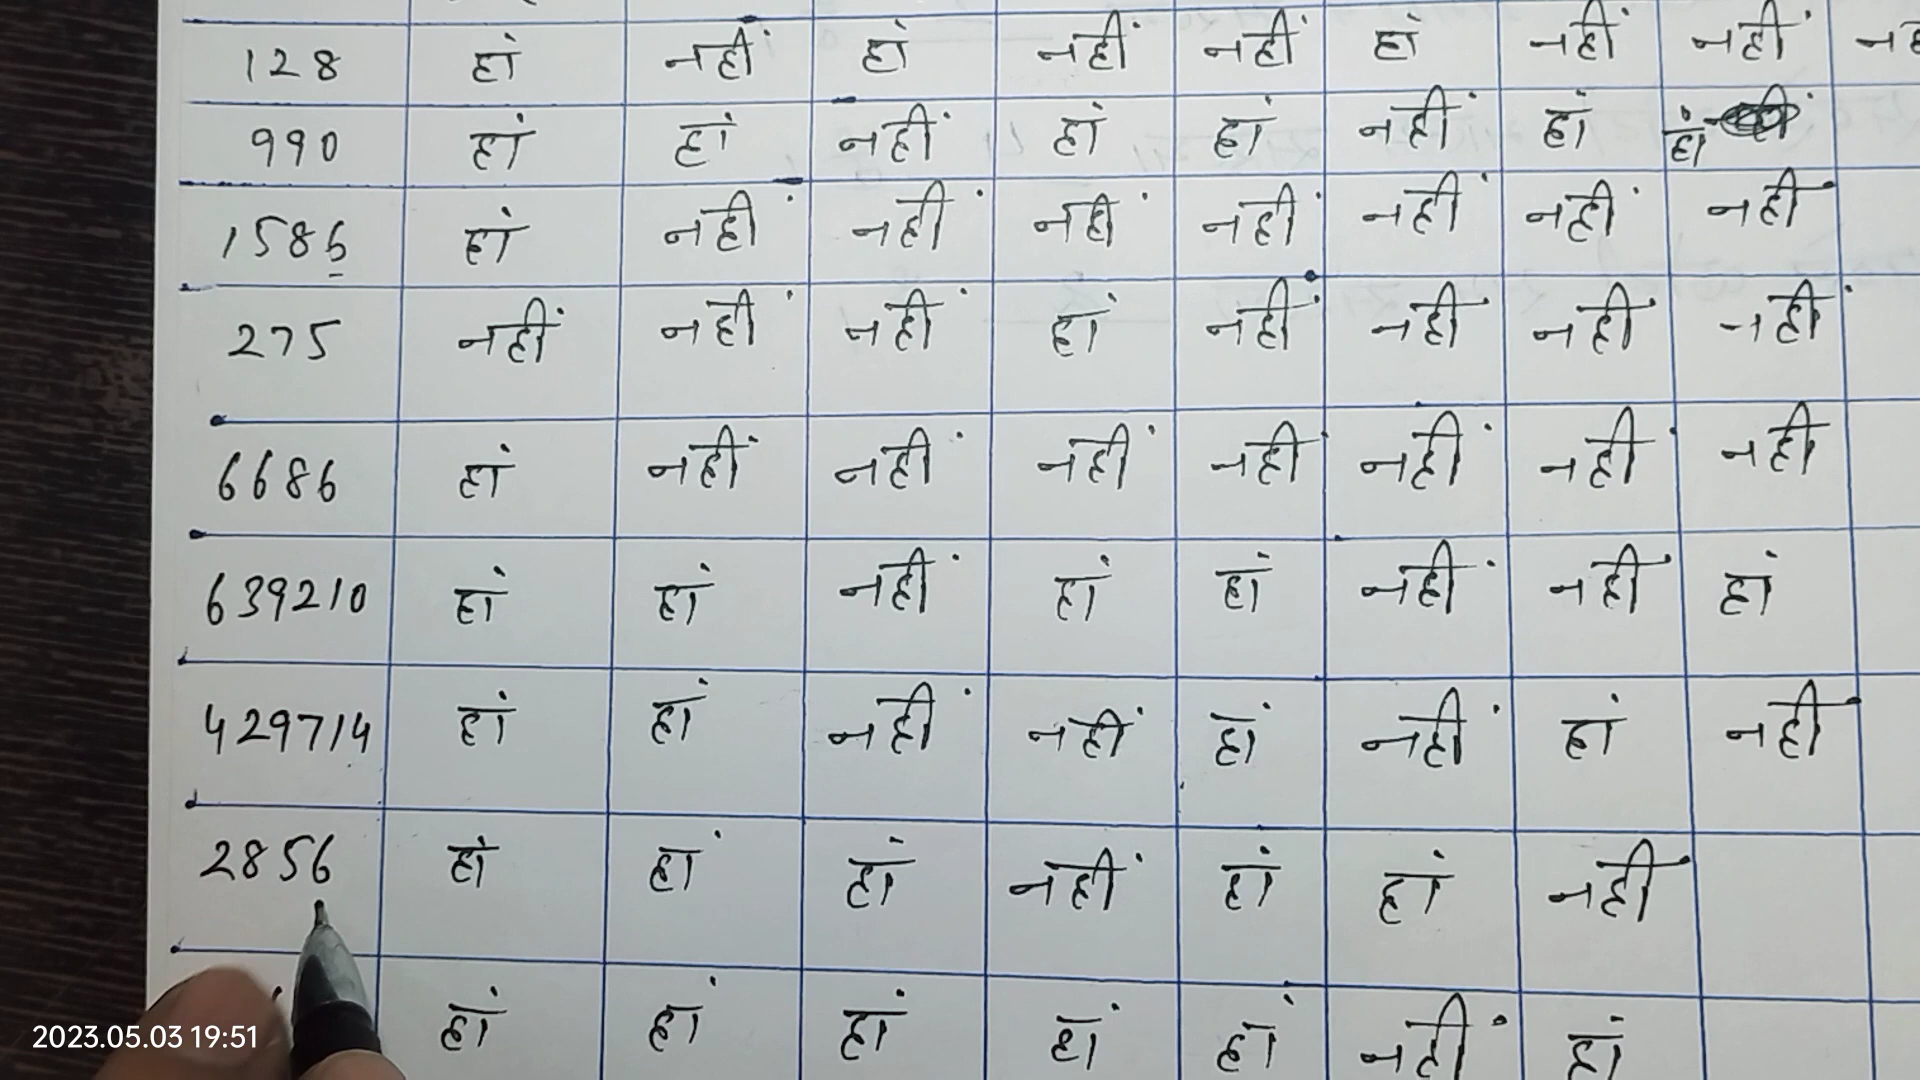 128 हां नहीं हां नहीं नहीं हां नहीं नहीं
990 हां हां नहीं हां हां नहीं हां हां
1586 हां नहीं नहीं नहीं नहीं नहीं नहीं नहीं
275 नहीं नहीं नहीं हां नहीं नहीं नहीं नहीं
6686 हां नहीं नहीं नहीं नहीं नहीं नहीं नहीं
639210 हां हां नहीं हां हां नहीं नहीं हां
429714 हां हां नहीं नहीं हां नहीं हां नहीं
2856 हां हां हां नहीं हां हां नहीं
हां हां हां हां हां नहीं हां
2023.05.03 19:51